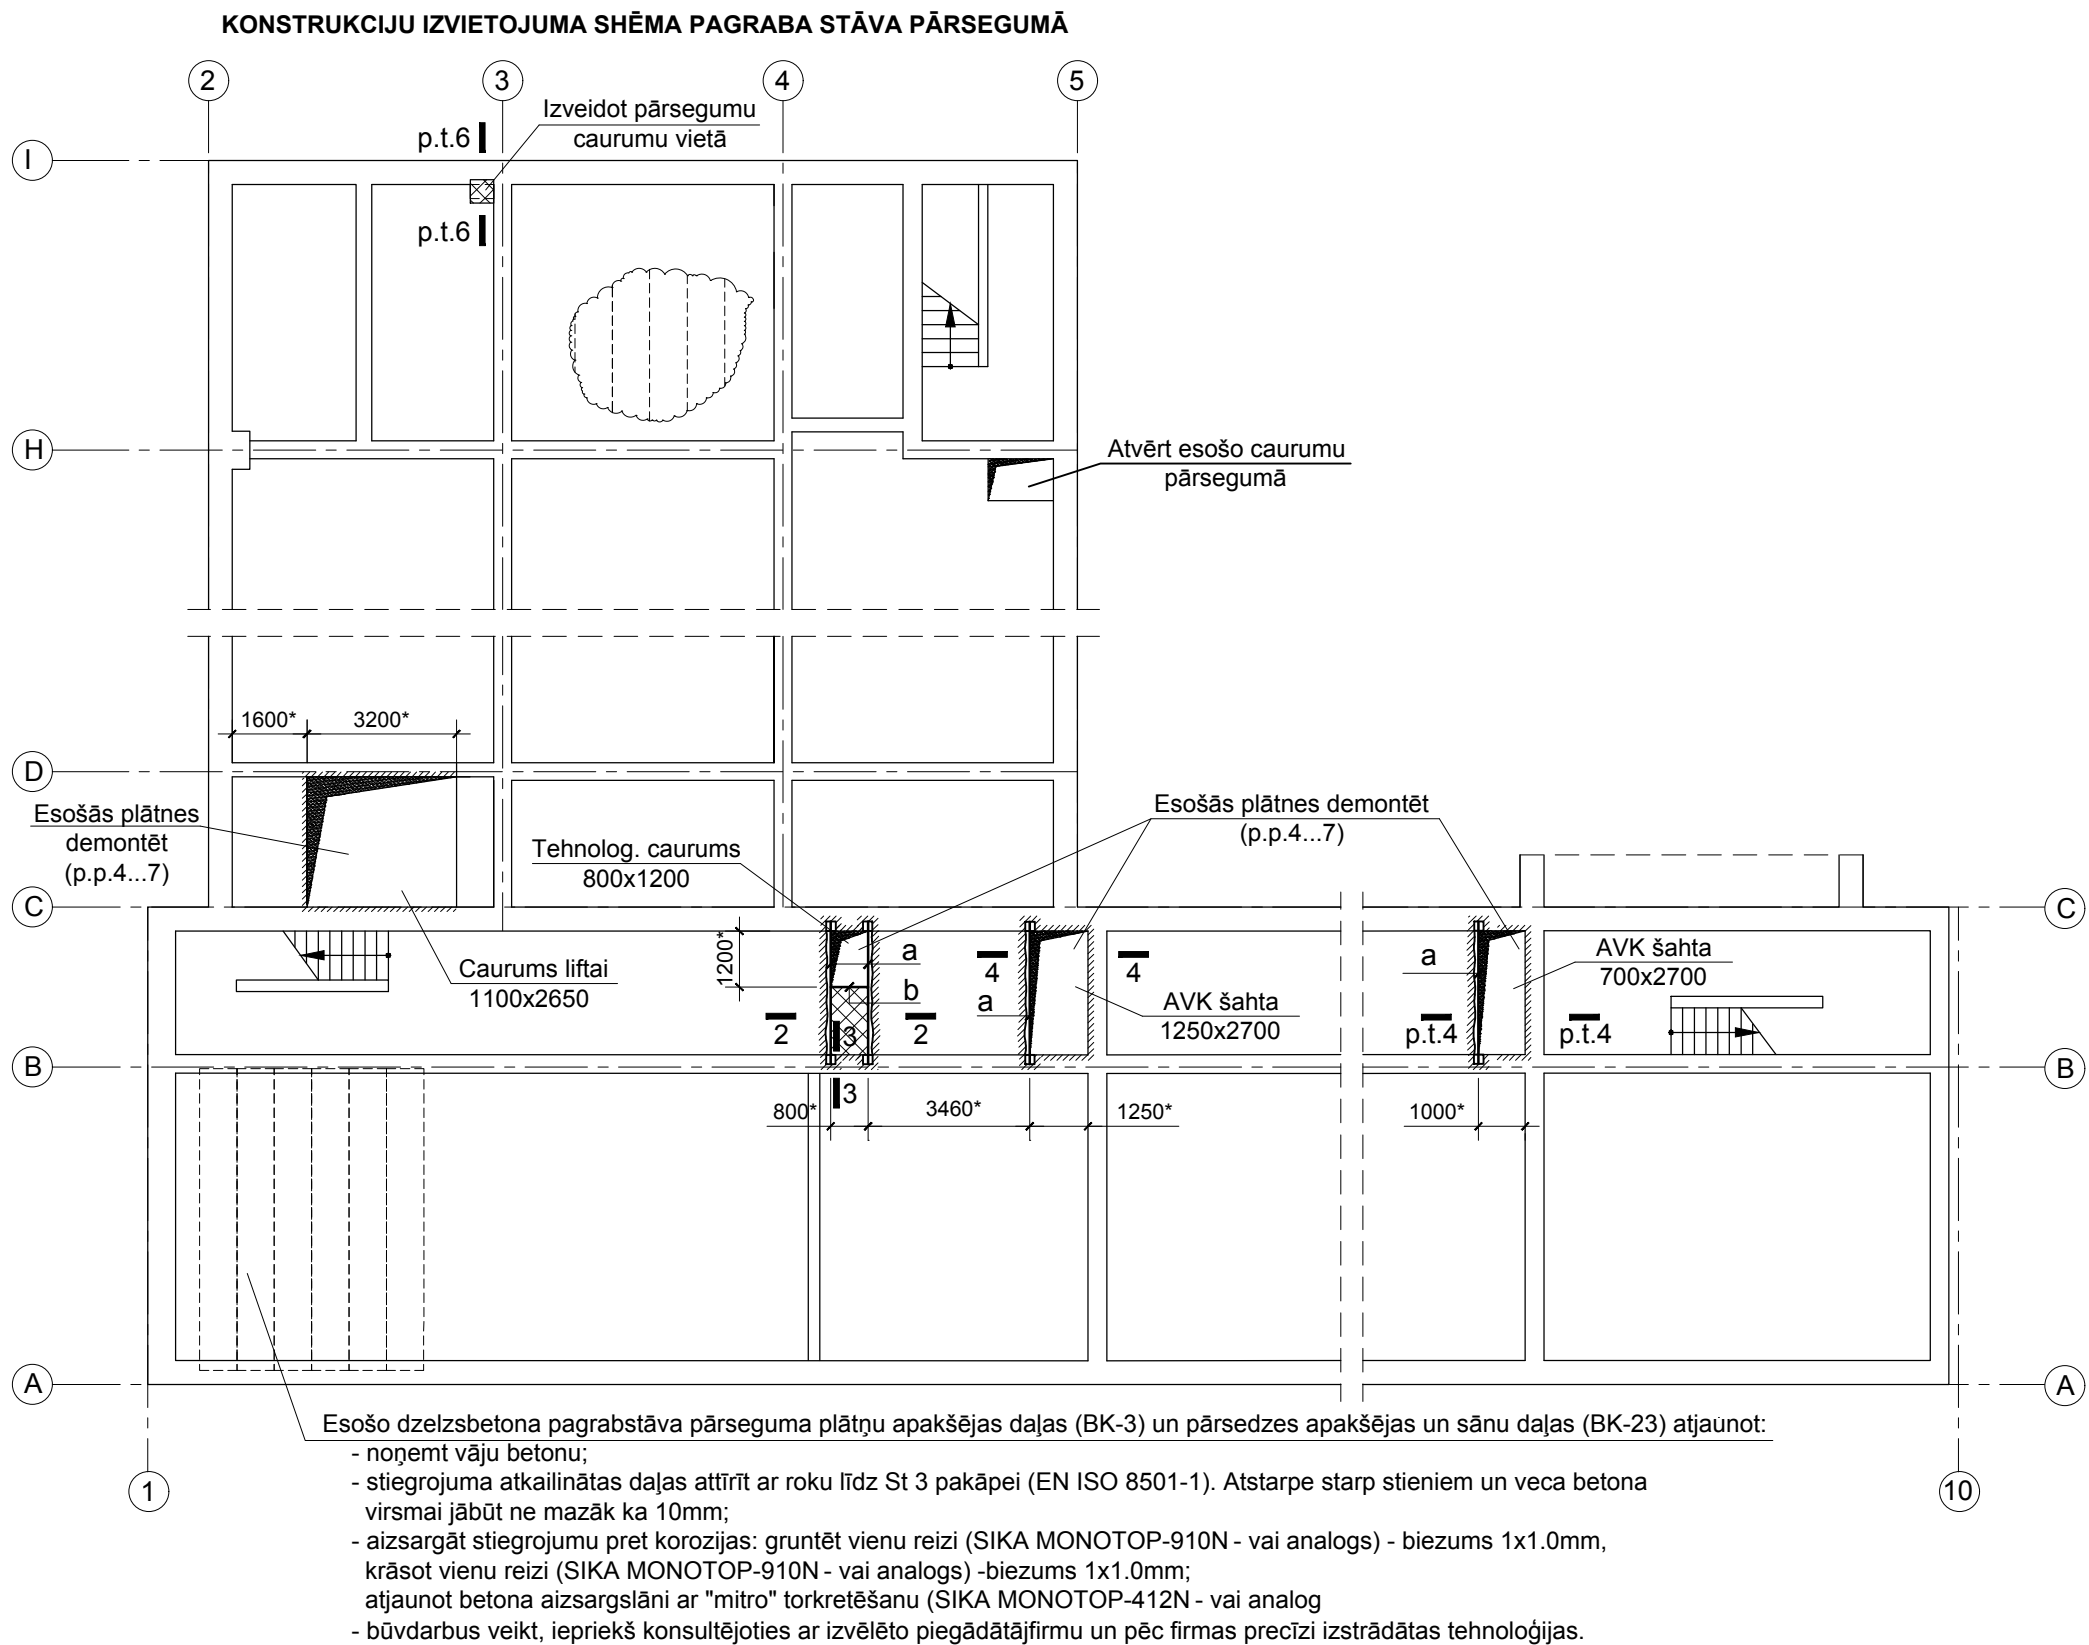 KONSTRUKCIJU IZVIETOJUMA SHĒMA PAGRABA STĀVA PĀRSEGUMĀ
2
3
4
5
Izveidot pārsegumu
caurumu vietā
p.t.6
I
p.t.6
H
Atvērt esošo caurumu
pārsegumā
1600*
3200*
D
Esošās plātnes
demontēt
(p.p.4...7)
Tehnolog. caurums
800x1200
Esošās plātnes demontēt
(p.p.4...7)
C
C
1200*
a
4
4
a
AVK šahta
700x2700
Caurums liftai
1100x2650
b
a
AVK šahta
1250x2700
2
3
2
p.t.4
p.t.4
B
B
3
800*
3460*
1250*
1000*
A
A
Esošo dzelzsbetona pagrabstāva pārseguma plātņu apakšējas daļas (BK-3) un pārsedzes apakšējas un sānu daļas (BK-23) atjaunot:
- noņemt vāju betonu;
- stiegrojuma atkailinātas daļas attīrīt ar roku līdz St 3 pakāpei (EN ISO 8501-1). Atstarpe starp stieniem un veca betona
virsmai jābūt ne mazāk ka 10mm;
1
10
- aizsargāt stiegrojumu pret korozijas: gruntēt vienu reizi (SIKA MONOTOP-910N - vai analogs) - biezums 1x1.0mm,
krāsot vienu reizi (SIKA MONOTOP-910N - vai analogs) -biezums 1x1.0mm;
atjaunot betona aizsargslāni ar "mitro" torkretēšanu (SIKA MONOTOP-412N - vai analog
- būvdarbus veikt, iepriekš konsultējoties ar izvēlēto piegādātājfirmu un pēc firmas precīzi izstrādātas tehnoloģijas.